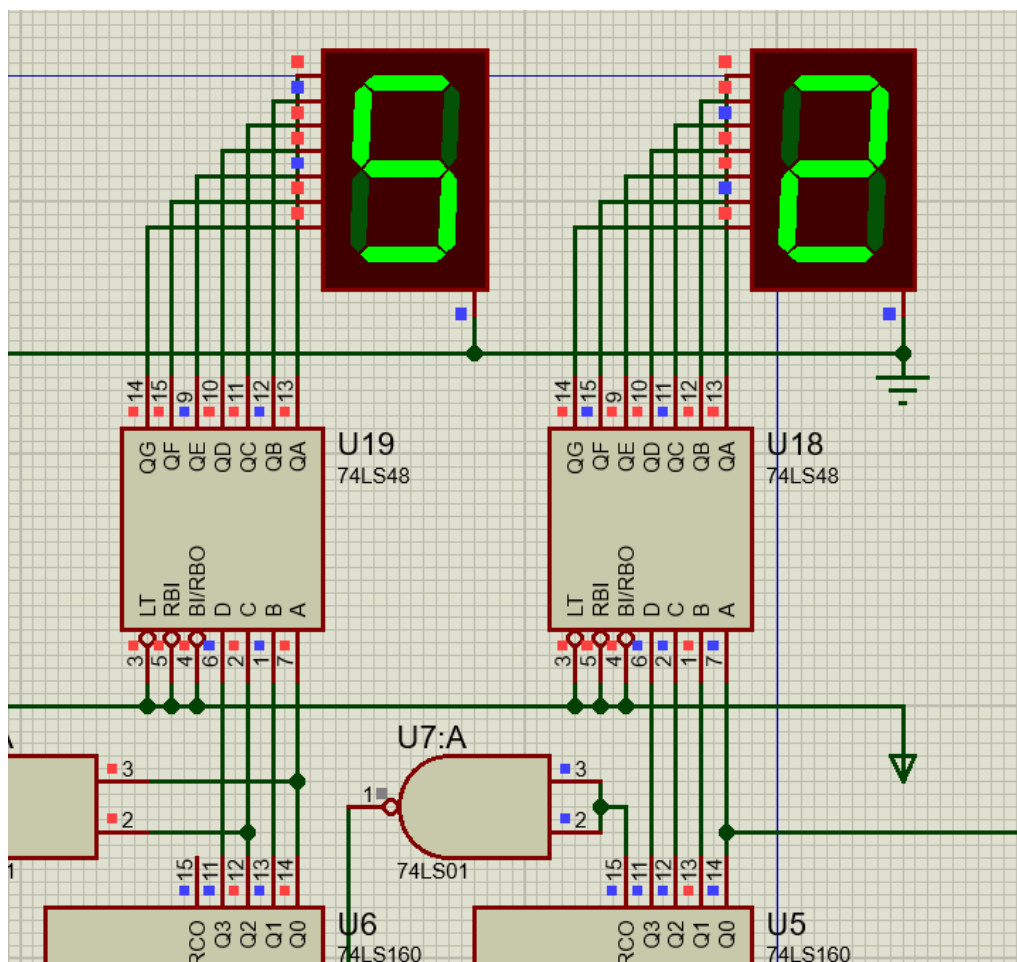 5
2
14
15
9
10
11
12
13
14
15
9
10
11
12
13
QG
QF
QE
QD
QC
QB
QA
U19
74LS48
QG
QF
QE
QD
QC
QB
QA
U18
74LS48
LT
RBI
BI/RBO
D
C
B
A
LT
RBI
BI/RBO
D
C
B
A
3
5
4
6
2
1
7
3
5
4
6
2
1
7
U7:A
3
2
1
3
2
74LS01
15
11
12
13
14
15
11
12
13
14
RCO
Q3
Q2
Q1
Q0
U6
74LS160
RCO
Q3
Q2
Q1
Q0
U5
74LS160